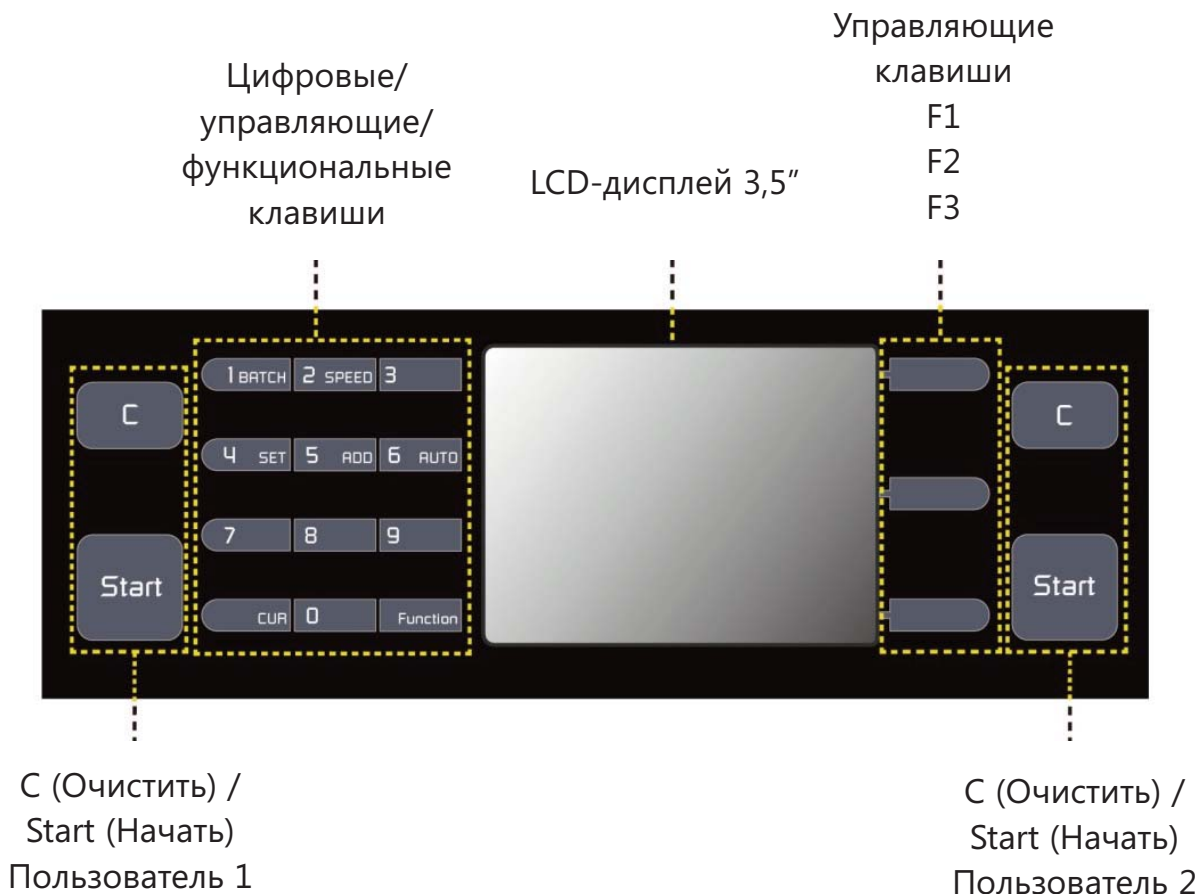 Управляющие
клавиши
F1
F2
F3
Цифровые/
управляющие/
функциональные
клавиши
LCD-дисплей 3,5”
C
1 BATCH 2 SPEED 3
4 SET 5 ADD 6 AUTO
7 8 9
CUR 0 Function
Start
C
Start
С (Очистить) /
Start (Начать)
Пользователь 1
С (Очистить) /
Start (Начать)
Пользователь 2